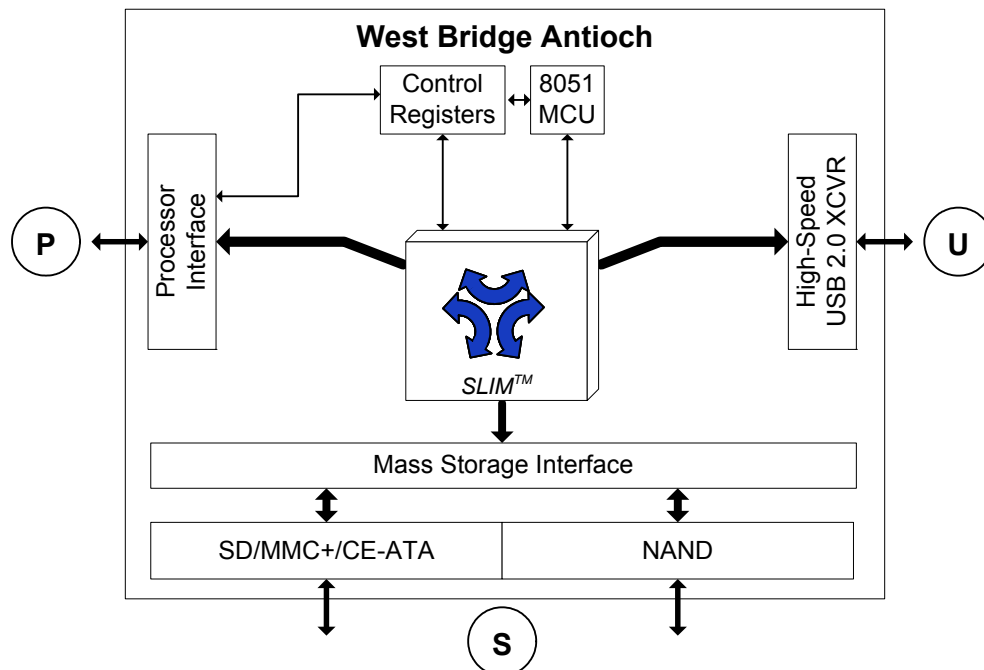 West Bridge Antioch
Control
Registers
8051
MCU
P
Processor
Interface
High-Speed
USB 2.0 XCVR
U
SLIM™
Mass Storage Interface
SD/MMC+/CE-ATA
NAND
S